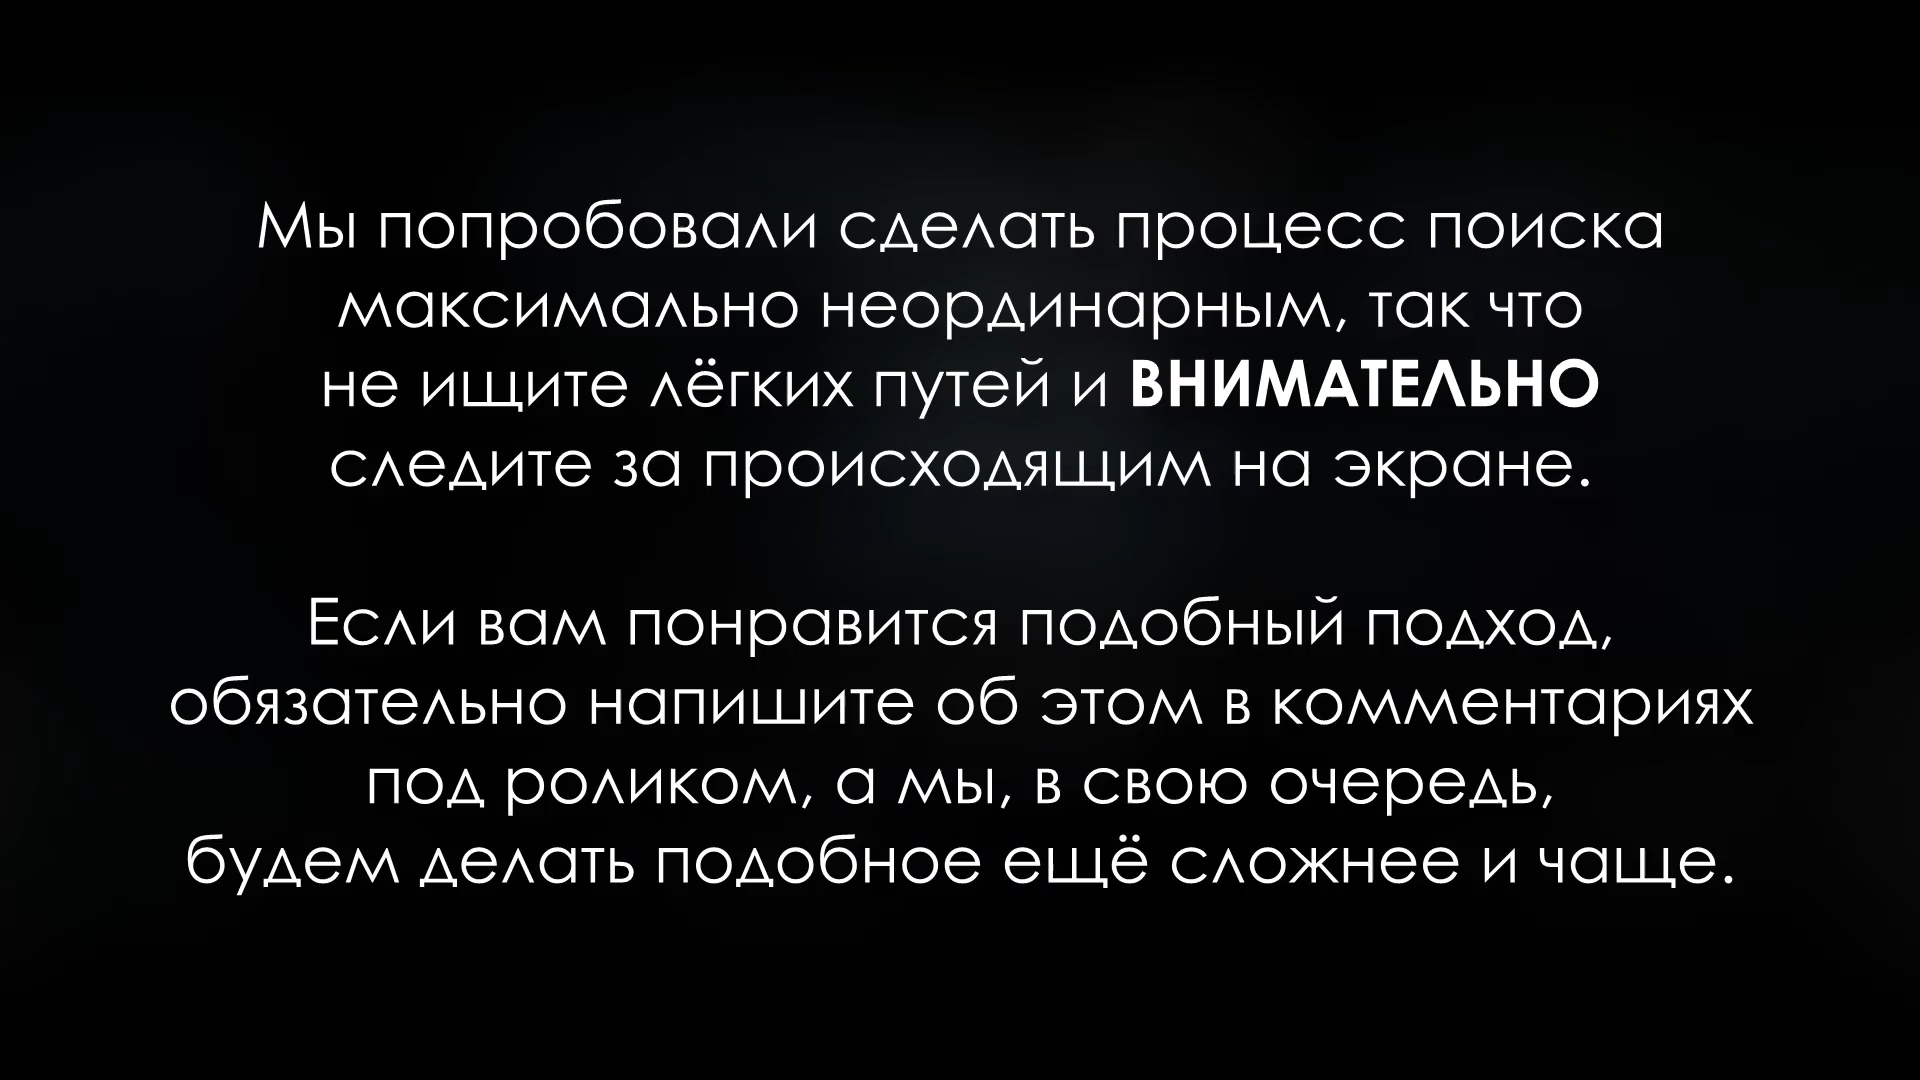 Мы попробовали сделать процесс поиска
максимально неординарным, так что
не ищите лёгких путей и ВНИМАТЕЛЬНО
следите за происходящим на экране.
Если вам понравится подобный подход,
обязательно напишите об этом в комментариях
под роликом, а мы, в свою очередь,
будем делать подобное ещё сложнее и чаще.